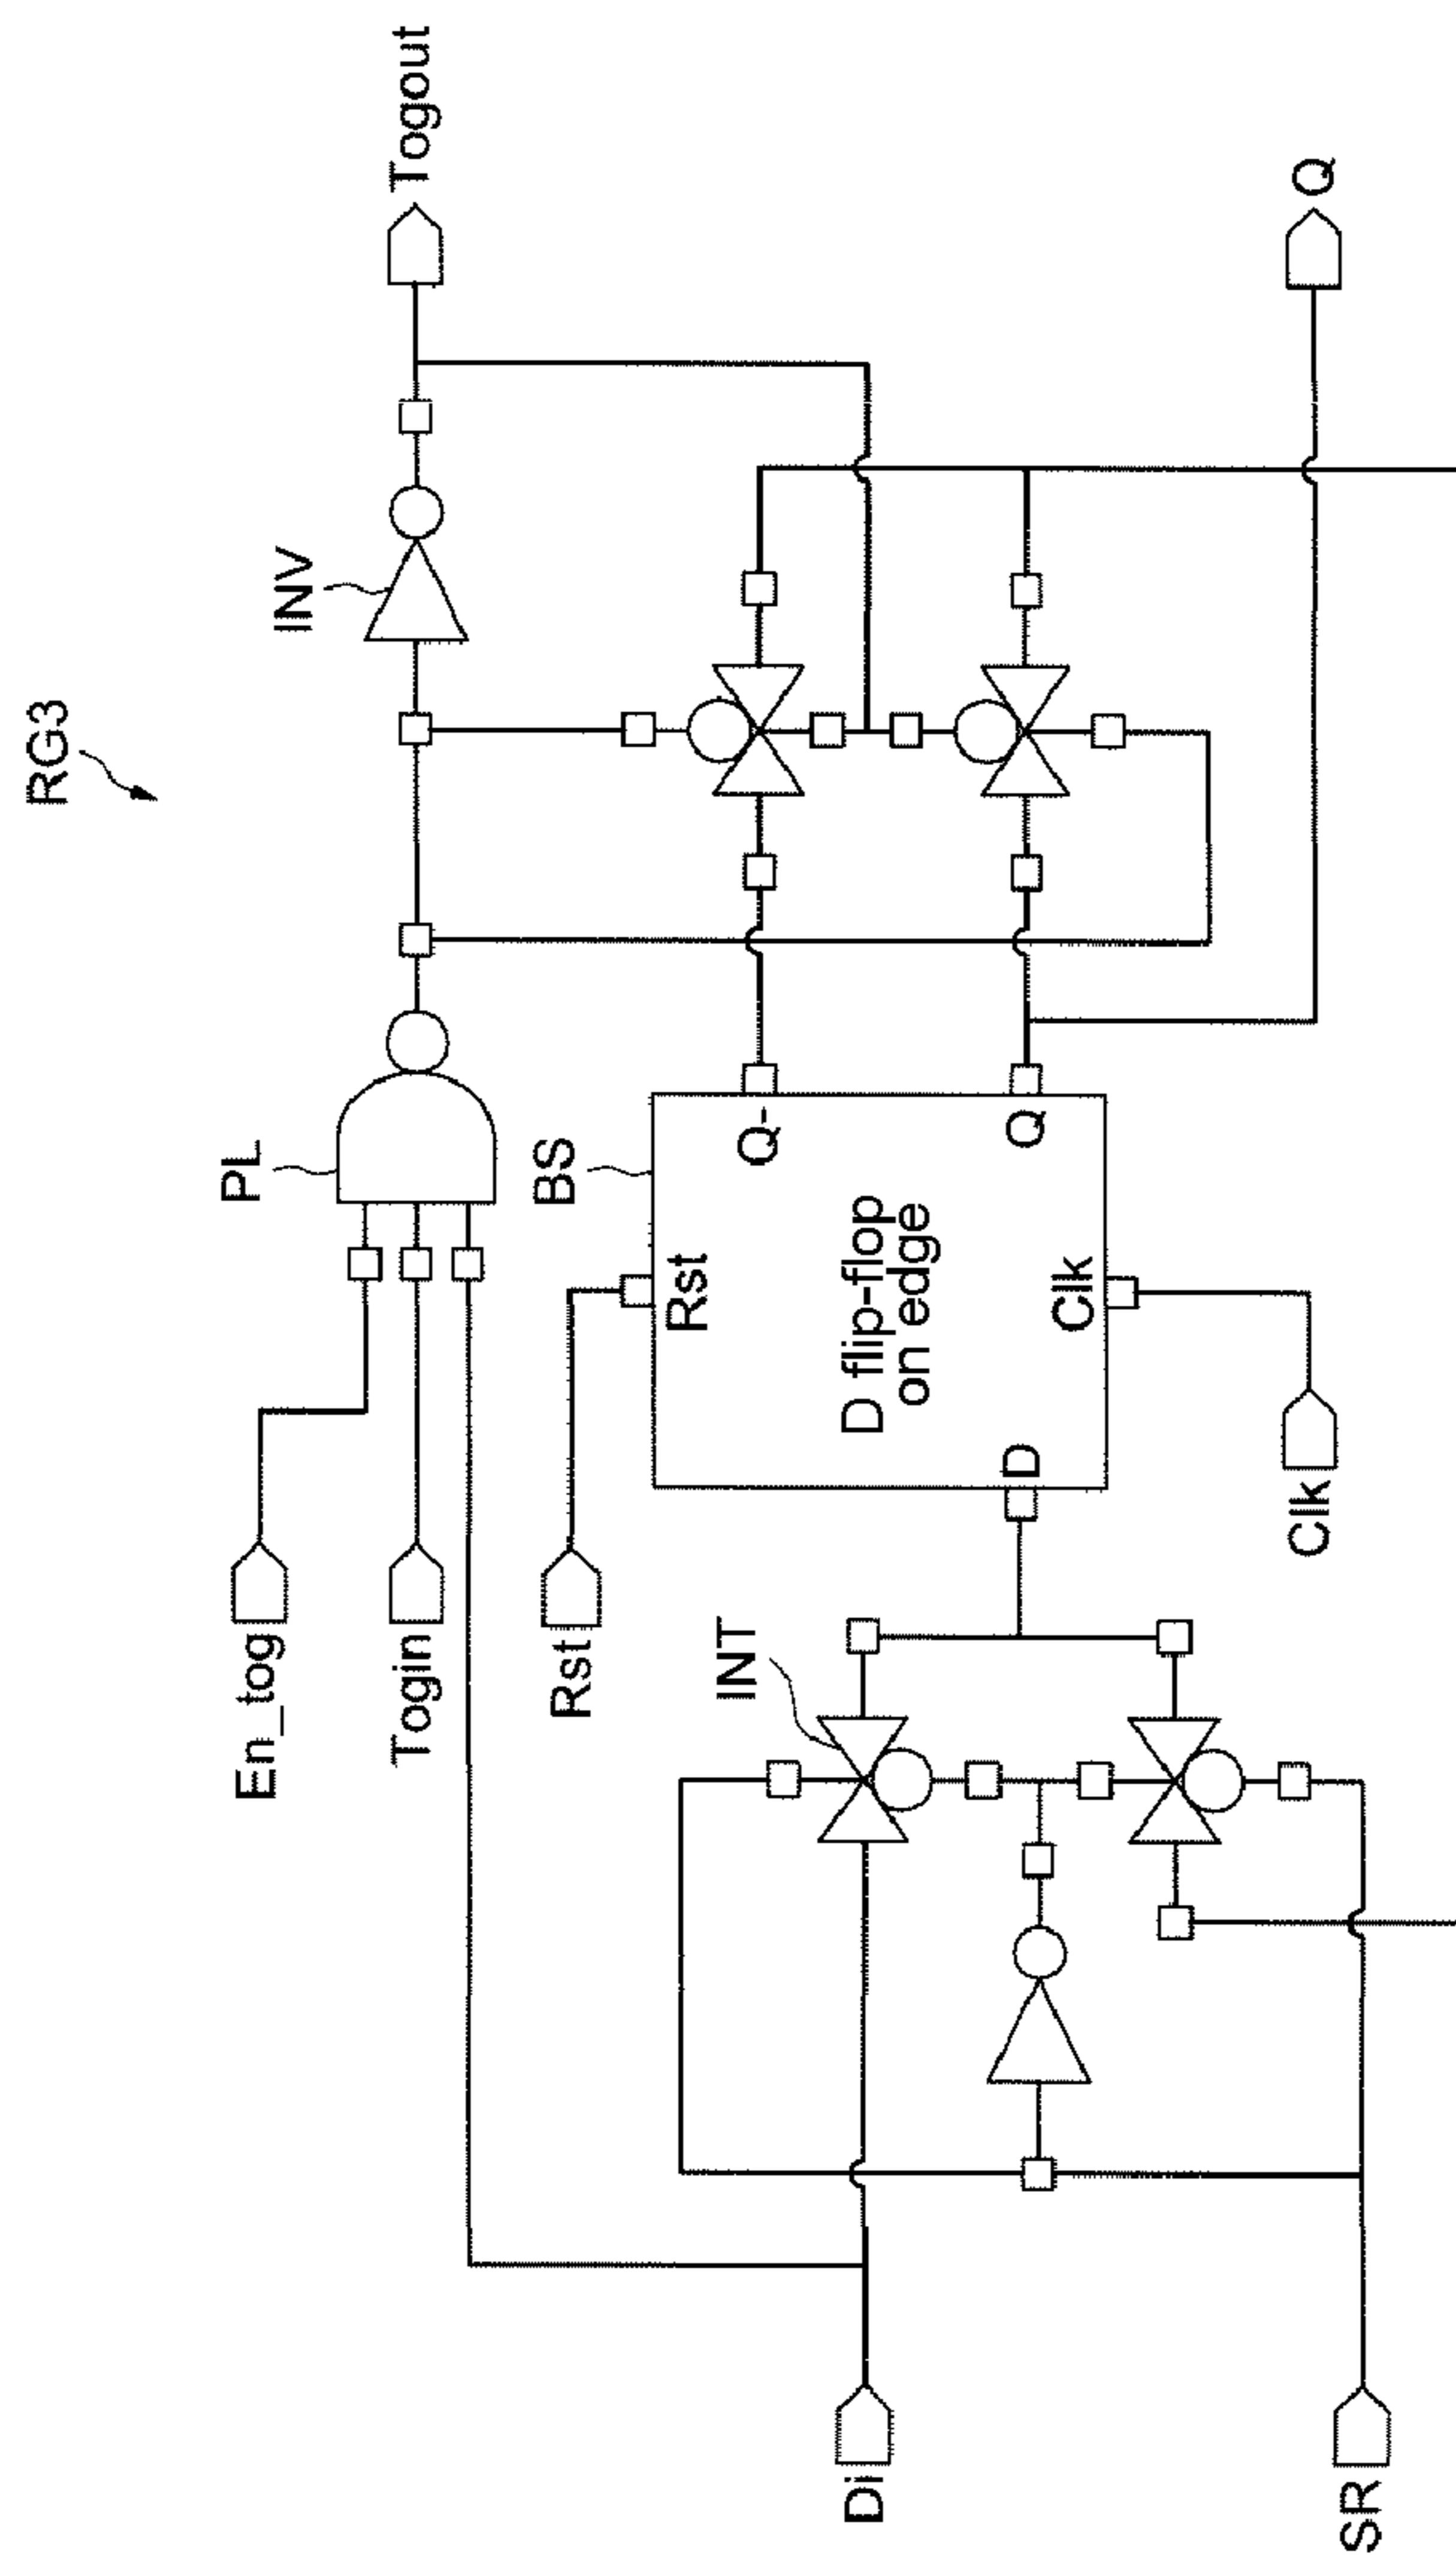 RG3
En_tog
Togin
PL
INV
Togout
Rst
BS
Rst
Q-
D flip-flop
on edge
INT
D
Clk
Q
Q
Clk
Di
SR